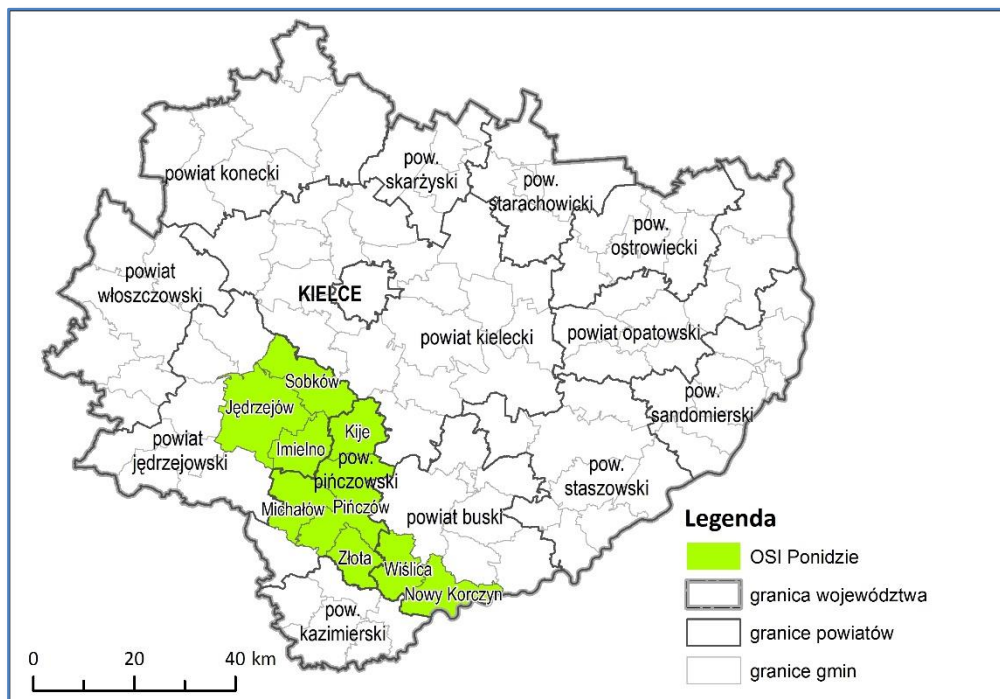 powiat konecki
pow.
skarżyski
pow.
starachowicki
pow.
ostrowiecki
powiat
włoszczowski
KIELCE
powiat kielecki
powiat opatowski
pow.
sandomierski
Sobków
Jędrzejów
Imielno
Kije
powiat
jędrzejowski
pow.
pińczowski
Michałów
Pińczów
pow.
staszowski
powiat buski
Złota
Wiślica
Nowy Korczyn
pow.
kazimierski
Legenda
OSI Ponidzie
granica województwa
granice powiatów
granice gmin
0 20 40 km